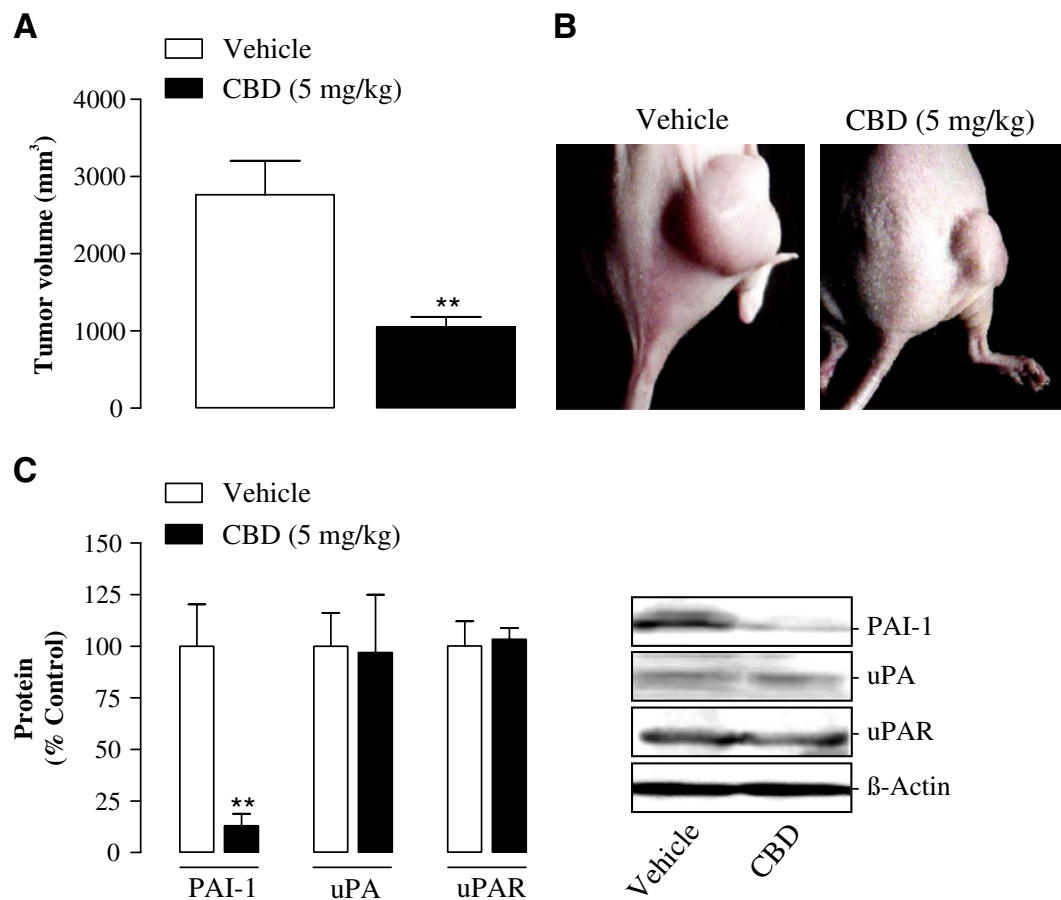 A
Vehicle
CBD (5 mg/kg)
4000
3000
2000
1000
0
Tumor volume (mm³)
**
B
Vehicle
CBD (5 mg/kg)
C
Vehicle
CBD (5 mg/kg)
150
125
100
75
50
25
0
Protein
(% Control)
**
PAI-1
uPA
uPAR
PAI-1
uPA
uPAR
ß-Actin
Vehicle
CBD